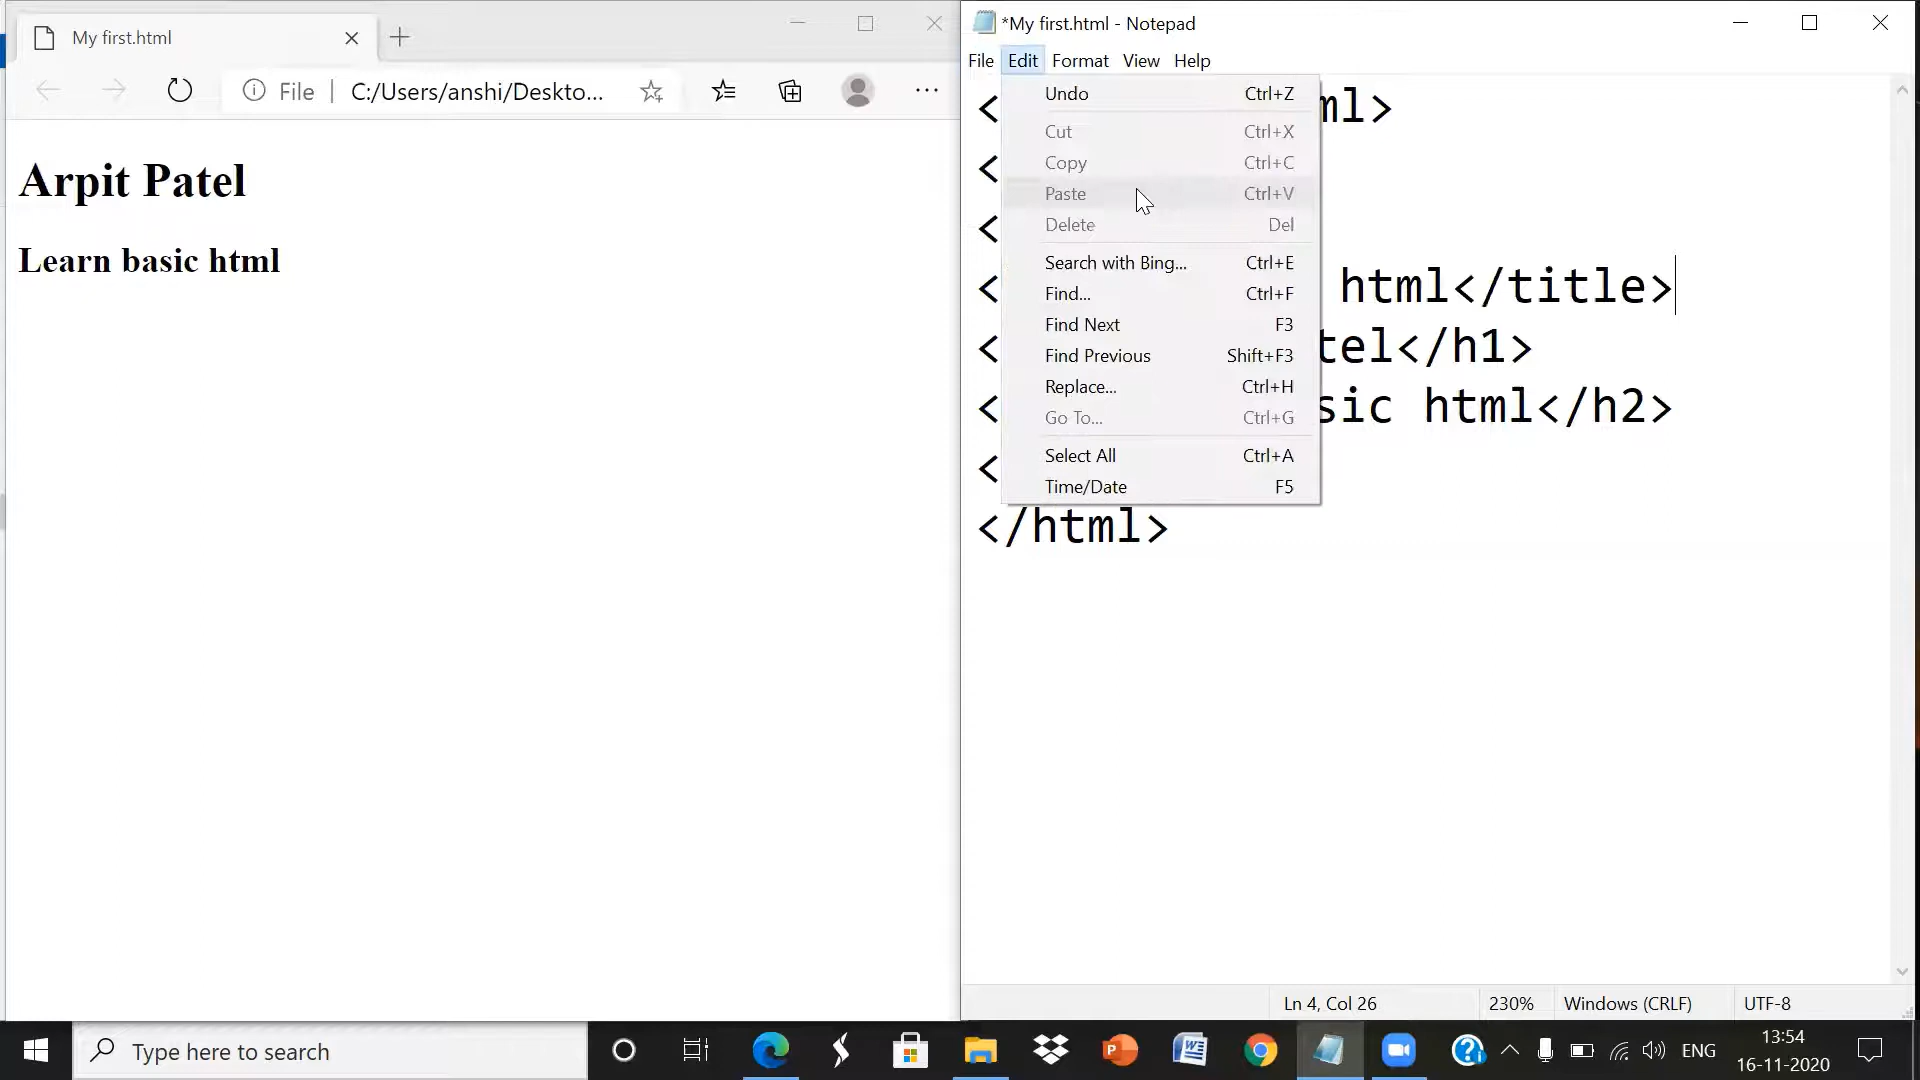 My first.html
File
C:/Users/anshi/Deskto...
Arpit Patel
Learn basic html
*My first.html - Notepad
File Edit Format View Help
Undo Ctrl+Z
Cut Ctrl+X
Copy Ctrl+C
Paste Ctrl+V
Delete Del
Search with Bing... Ctrl+E
Find... Ctrl+F
Find Next F3
Find Previous Shift+F3
Replace... Ctrl+H
Go To... Ctrl+G
Select All Ctrl+A
Time/Date F5
< ml>
<
<
< html</title>
< tel</h1>
< sic html</h2>
<
</html>
Ln 4, Col 26 230% Windows (CRLF) UTF-8
Type here to search
ENG
13:54
16-11-2020